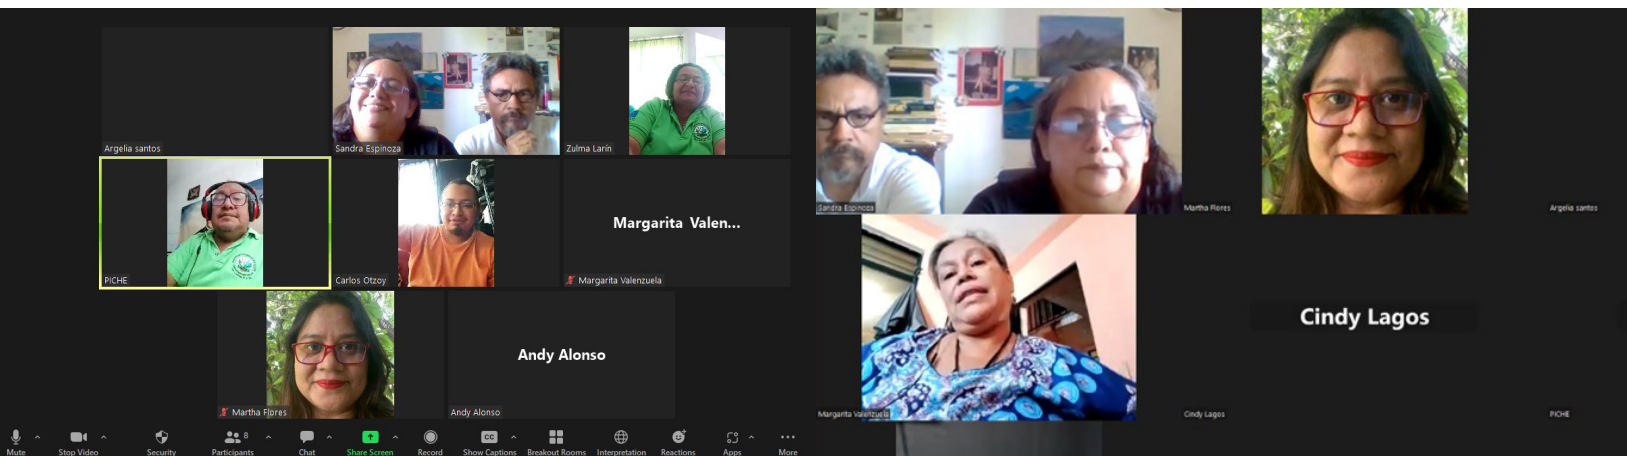 Argelia santos
Sandra Espinoza
Zulma Larín
PICHE
Carlos Otzoy
Margarita Valen...
Margarita Valenzuela
Martha Flores
Andy Alonso
Andy Alonso
Mute
Stop Video
Security
8
Participants
Chat
Share Screen
Record
CC
Show Captions
Breakout Rooms
Interpretation
Reactions
Apps
More
Sandra Espinoza
Martha Flores
Argelia santos
Margarita Valenzuela
Cindy Lagos
Cindy Lagos
PICHE